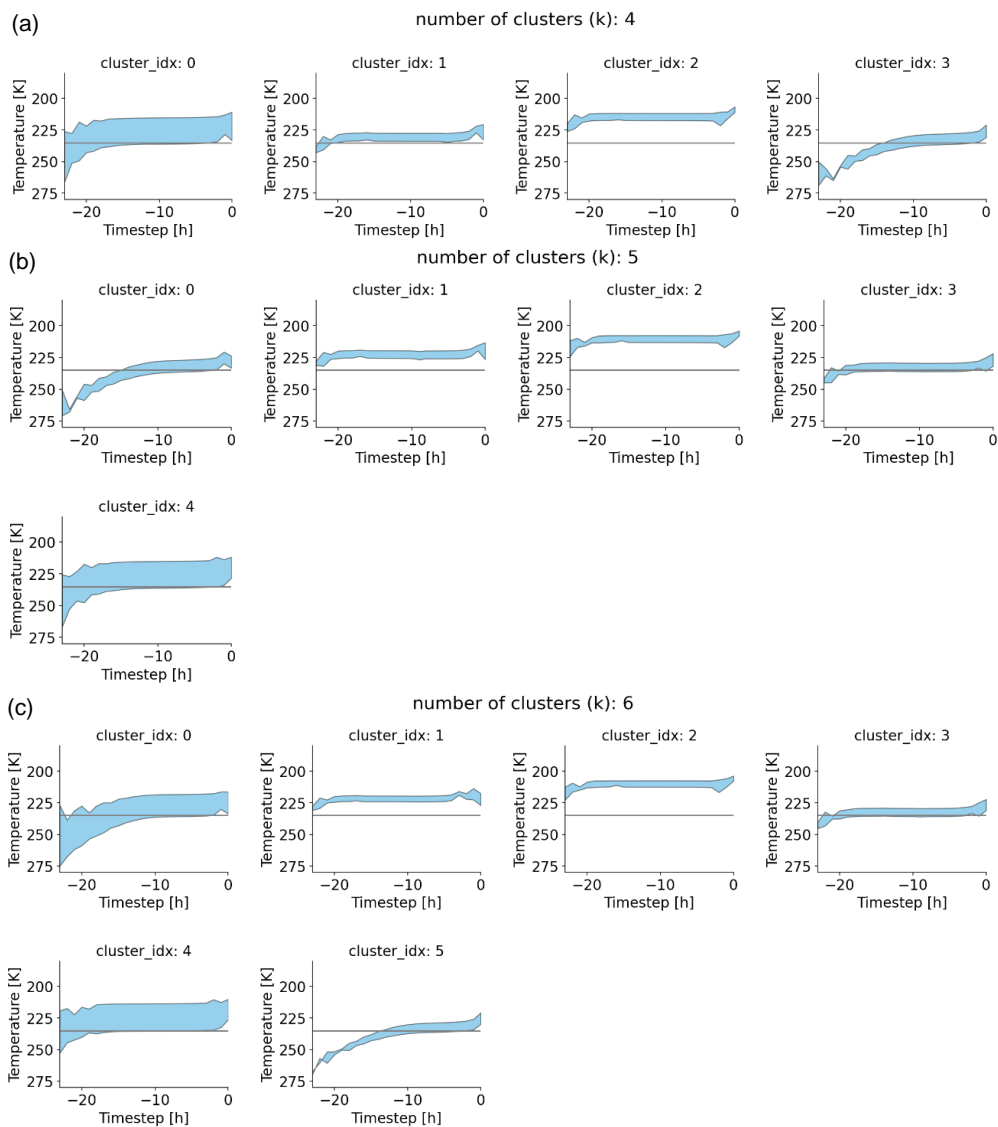 (a)
number of clusters (k): 4
cluster_idx: 0
cluster_idx: 1
cluster_idx: 2
cluster_idx: 3
Temperature [K]
200
225
250
275
−20
−10
0
Timestep [h]
Temperature [K]
200
225
250
275
−20
−10
0
Timestep [h]
Temperature [K]
200
225
250
275
−20
−10
0
Timestep [h]
Temperature [K]
200
225
250
275
−20
−10
0
Timestep [h]
(b)
number of clusters (k): 5
cluster_idx: 0
cluster_idx: 1
cluster_idx: 2
cluster_idx: 3
Temperature [K]
200
225
250
275
−20
−10
0
Timestep [h]
Temperature [K]
200
225
250
275
−20
−10
0
Timestep [h]
Temperature [K]
200
225
250
275
−20
−10
0
Timestep [h]
Temperature [K]
200
225
250
275
−20
−10
0
Timestep [h]
cluster_idx: 4
Temperature [K]
200
225
250
275
−20
−10
0
Timestep [h]
(c)
number of clusters (k): 6
cluster_idx: 0
cluster_idx: 1
cluster_idx: 2
cluster_idx: 3
Temperature [K]
200
225
250
275
−20
−10
0
Timestep [h]
Temperature [K]
200
225
250
275
−20
−10
0
Timestep [h]
Temperature [K]
200
225
250
275
−20
−10
0
Timestep [h]
Temperature [K]
200
225
250
275
−20
−10
0
Timestep [h]
cluster_idx: 4
cluster_idx: 5
Temperature [K]
200
225
250
275
−20
−10
0
Timestep [h]
Temperature [K]
200
225
250
275
−20
−10
0
Timestep [h]